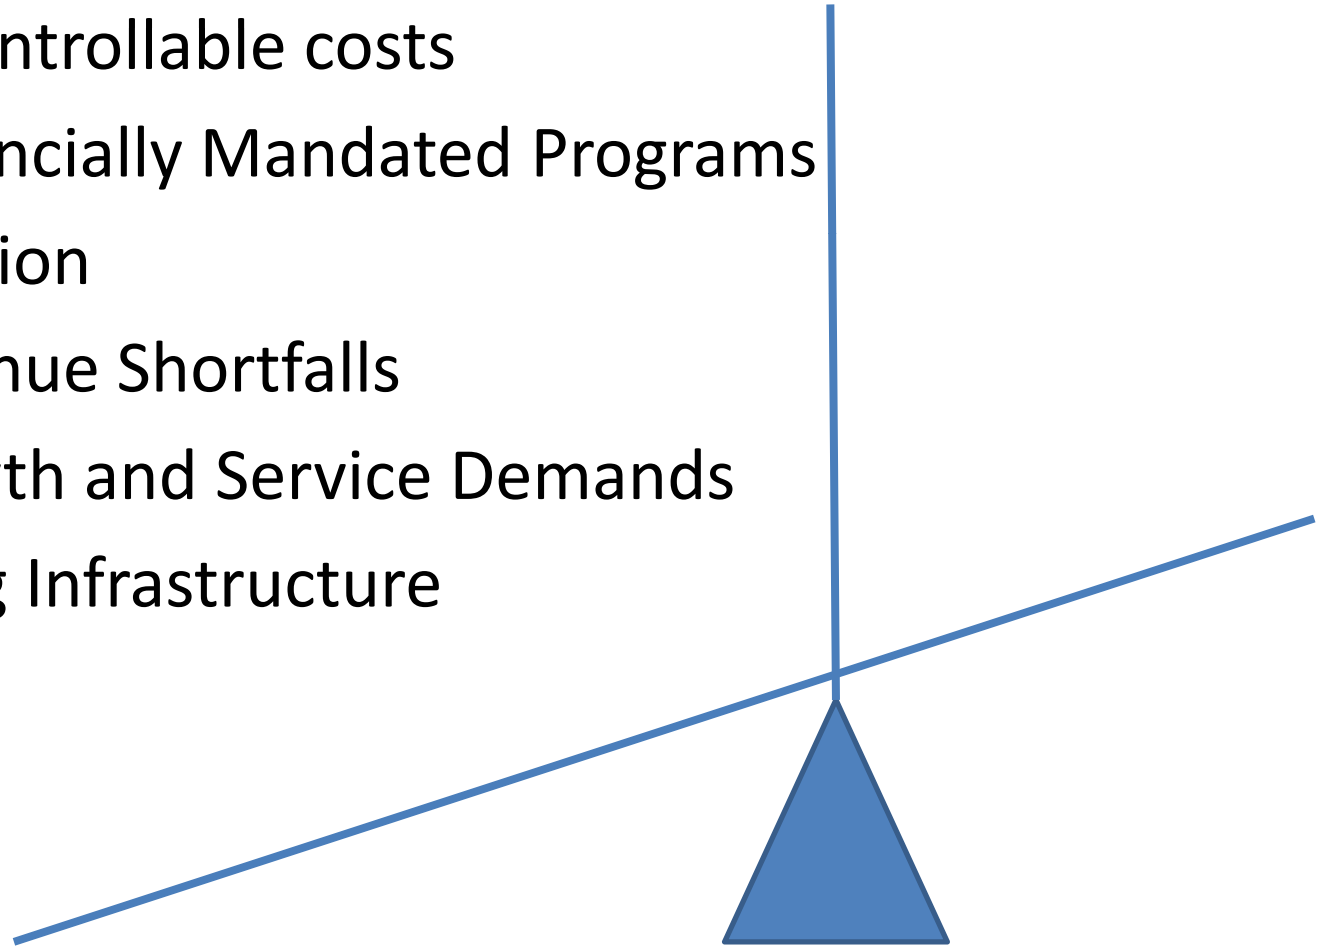 ntrollable costs
ncially Mandated Programs
ion
nue Shortfalls
th and Service Demands
g Infrastructure